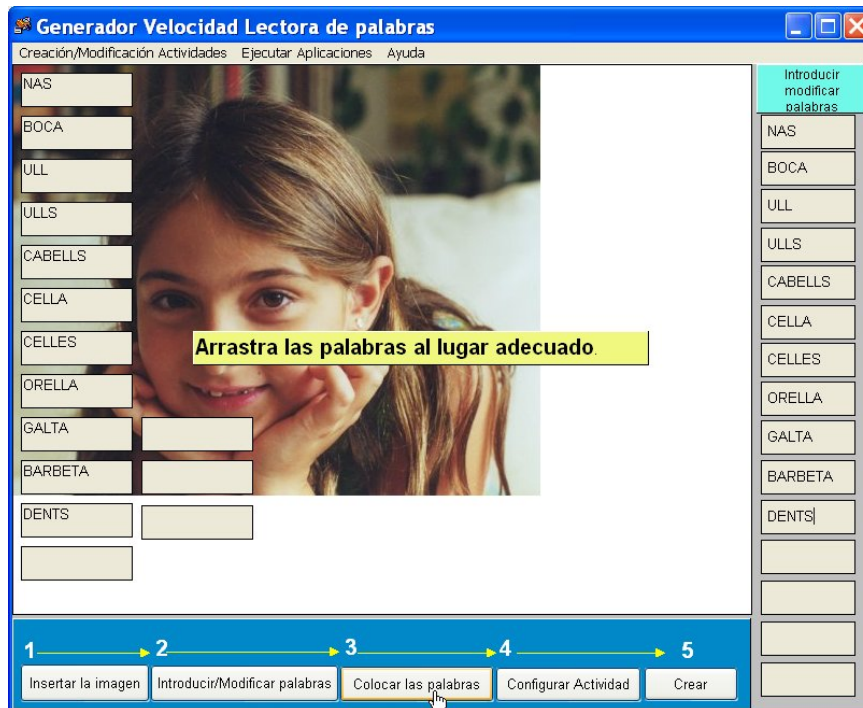 Generador Velocidad Lectora de palabras
Creación/Modificación Actividades Ejecutar Aplicaciones Ayuda
NAS
BOCA
ULL
ULLS
CABELLS
CELLA
CELLES
ORELLA
GALTA
BARBETA
DENTS
Arrastra las palabras al lugar adecuado.
Introducir
modificar
palabras
NAS
BOCA
ULL
ULLS
CABELLS
CELLA
CELLES
ORELLA
GALTA
BARBETA
DENTS
1 2 3 4 5
Insertar la imagen Introducir/Modificar palabras Colocar las palabras Configurar Actividad Crear